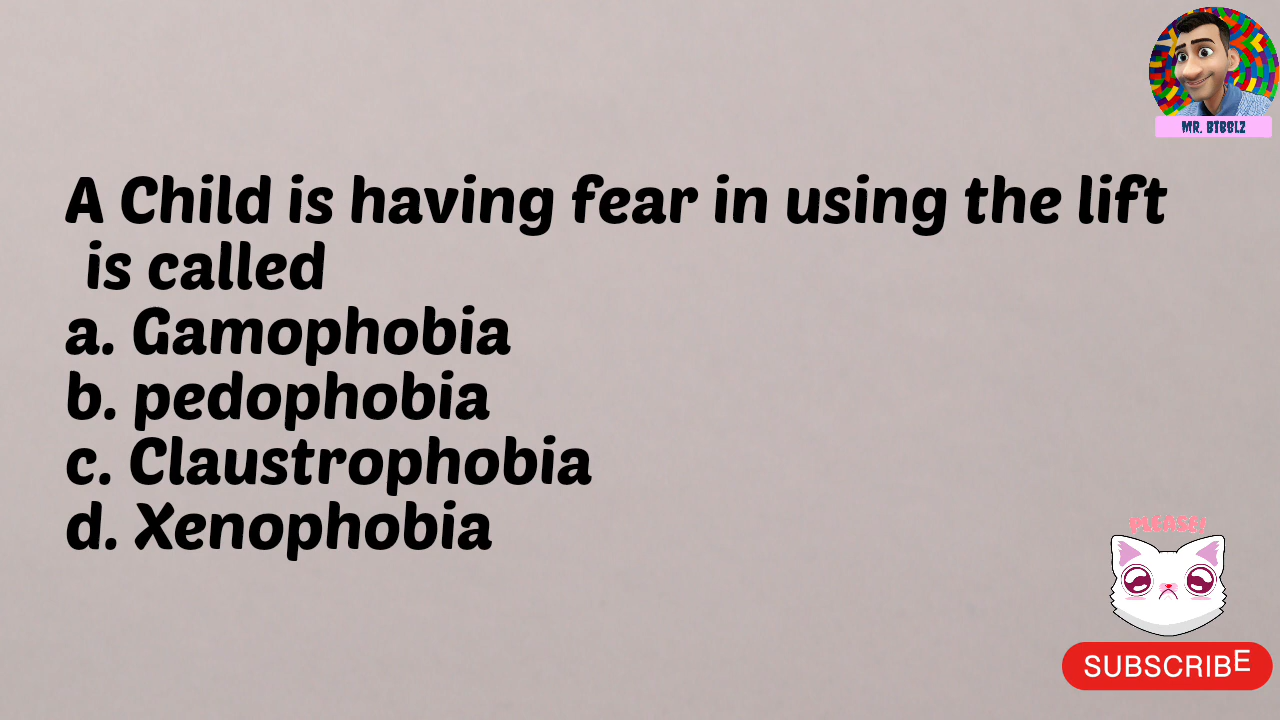 MR. BIBBLZ
A Child is having fear in using the lift
is called
a. Gamophobia
b. pedophobia
c. Claustrophobia
d. Xenophobia
PLEASE!
SUBSCRIBE